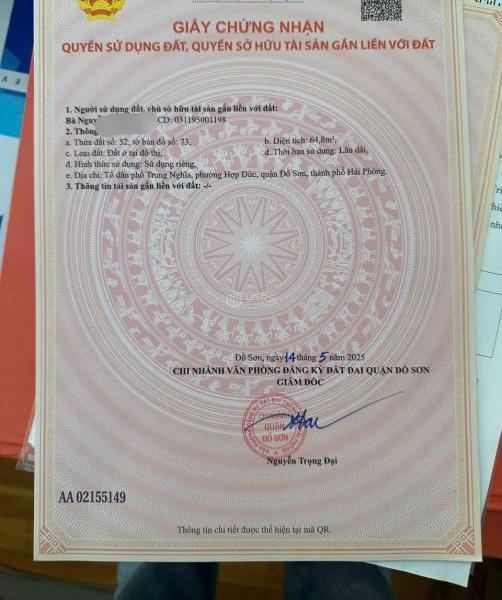 GIẤY CHỨNG NHẬN
QUYỀN SỬ DỤNG ĐẤT, QUYỀN SỞ HỮU TÀI SẢN GẮN LIỀN VỚI ĐẤT
1. Người sử dụng đất, chủ sở hữu tài sản gắn liền với đất:
Bà Nguy CD: 031195001198
2. Thông
a. Thửa đất số: 52, tờ bản đồ số: 73, b. Diện tích: 64,8m²,
c. Loại đất: Đất ở tại đô thị, d. Thời hạn sử dụng: Lâu dài,
đ. Hình thức sử dụng: Sử dụng riêng,
e. Địa chỉ: Tổ dân phố Trung Nghĩa, phường Hợp Đức, quận Đồ Sơn, thành phố Hải Phòng.
3. Thông tin tài sản gắn liền với đất: -/-
Đồ Sơn, ngày 14 tháng 5 năm 2025
CHI NHÁNH VĂN PHÒNG ĐĂNG KÝ ĐẤT ĐAI QUẬN ĐỒ SƠN
GIÁM ĐỐC
CHI NHÁNH
QUẬN
ĐỒ SƠN
Nguyễn Trọng Đại
AA 02155149
Thông tin chi tiết được thể hiện tại mã QR.